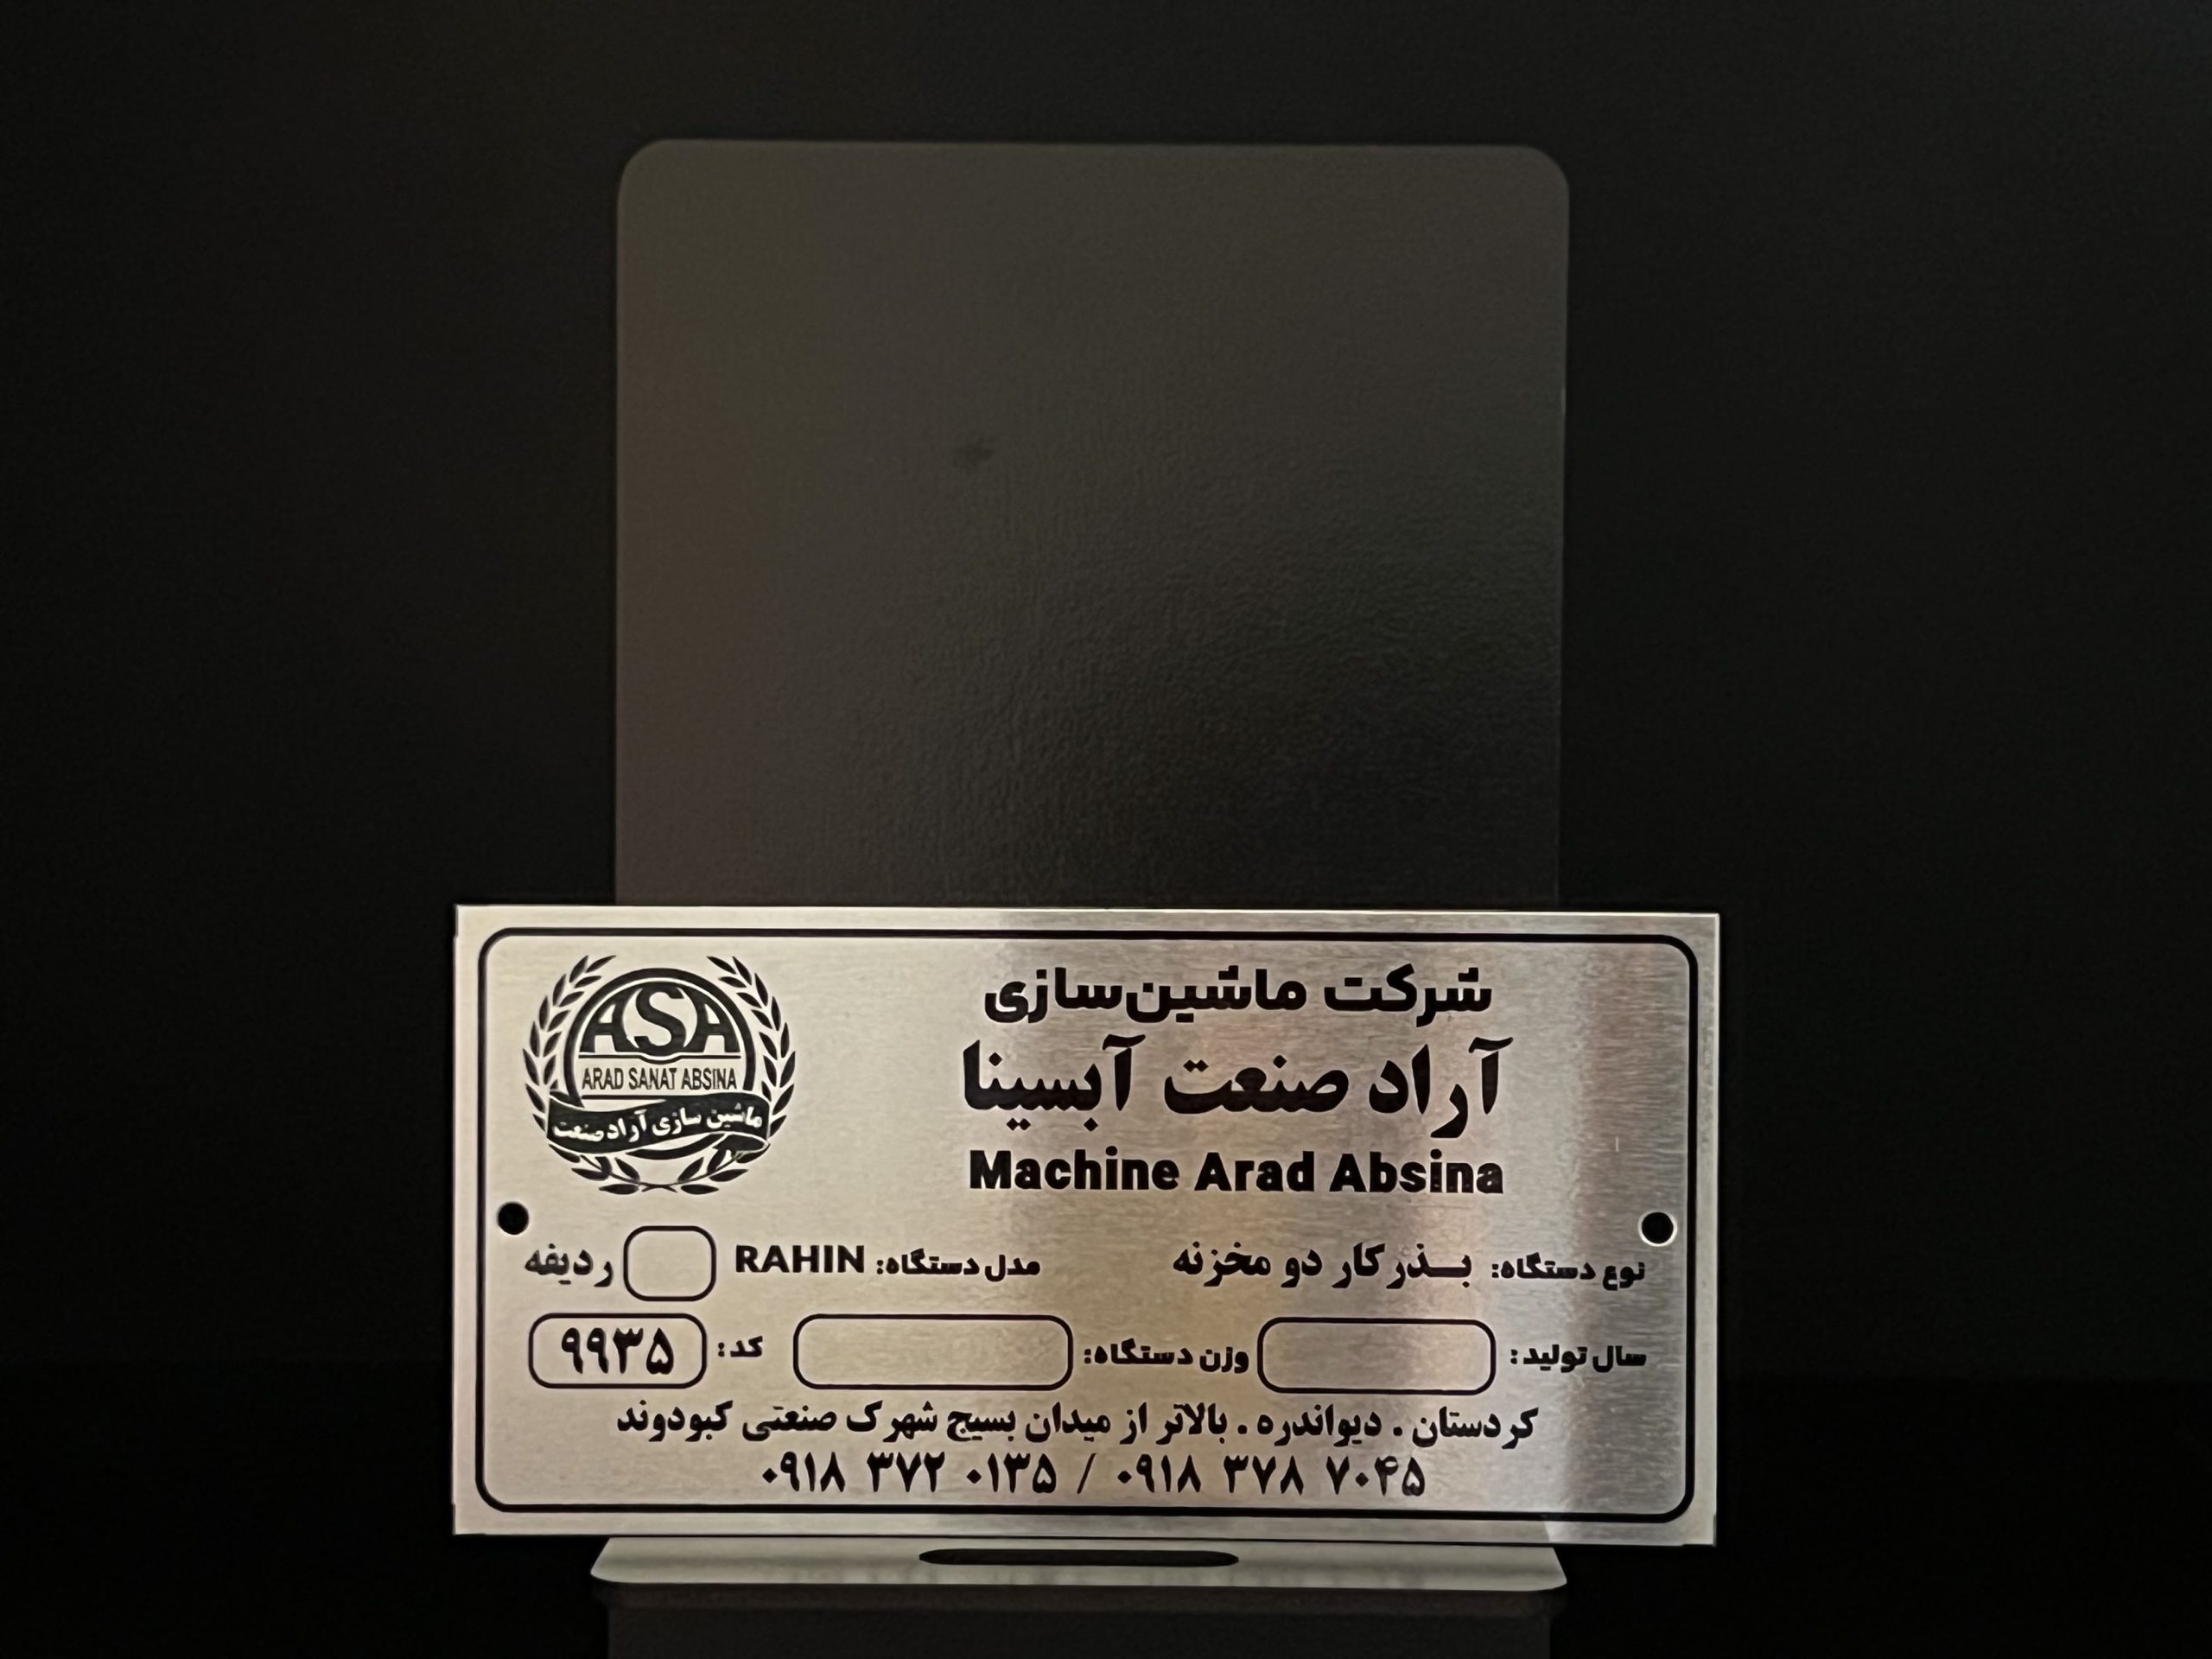 ASA
ARAD SANAT ABSINA
ماشین سازی آراد صنعت
شرکت ماشین‌سازی
آراد صنعت آبسینا
Machine Arad Absina
نوع دستگاه: بـذرکار دو مخزنه مدل دستگاه: RAHIN ردیفه
سال تولید: وزن دستگاه: کد: ۹۹۳۵
کردستان . دیواندره . بالاتر از میدان بسیج شهرک صنعتی کبودوند
۰۹۱۸ ۳۷۲ ۰۱۳۵ / ۰۹۱۸ ۳۷۸ ۷۰۴۵